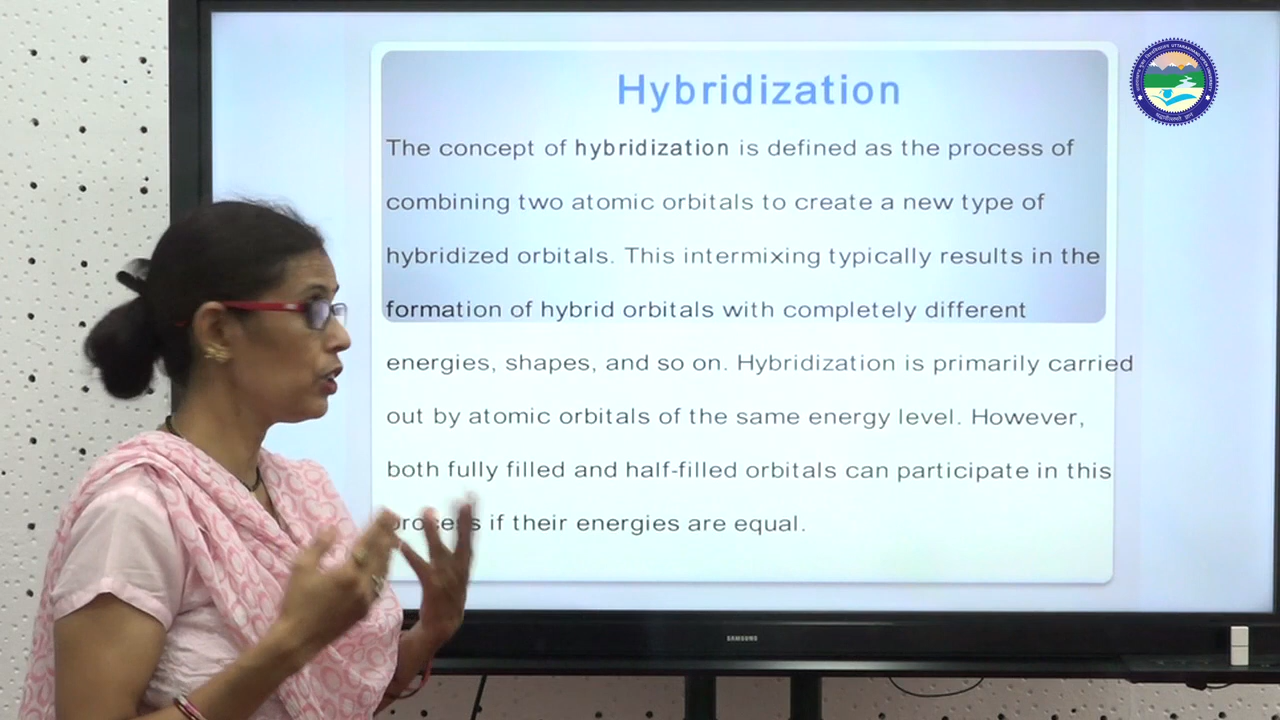 Hybridization
The concept of hybridization is defined as the process of
combining two atomic orbitals to create a new type of
hybridized orbitals. This intermixing typically results in the
formation of hybrid orbitals with completely different
energies, shapes, and so on. Hybridization is primarily carried
out by atomic orbitals of the same energy level. However,
both fully filled and half-filled orbitals can participate in this
process if their energies are equal.
SAMSUNG